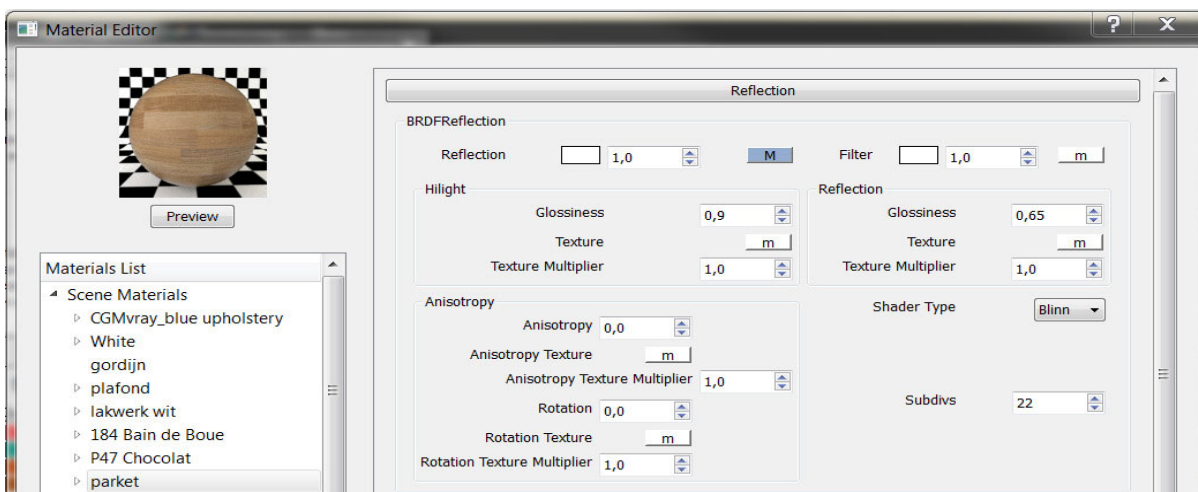 Material Editor
?
X
Preview
Materials List
Scene Materials
CGMvray_blue upholstery
White
gordijn
plafond
lakwerk wit
184 Bain de Boue
P47 Chocolat
parket
Reflection
BRDFReflection
Reflection 1,0 M Filter 1,0 m
Hilight
Glossiness 0,9
Texture m
Texture Multiplier 1,0
Reflection
Glossiness 0,65
Texture m
Texture Multiplier 1,0
Anisotropy
Anisotropy 0,0
Anisotropy Texture m
Anisotropy Texture Multiplier 1,0
Rotation 0,0
Rotation Texture m
Rotation Texture Multiplier 1,0
Shader Type Blinn
Subdivs 22